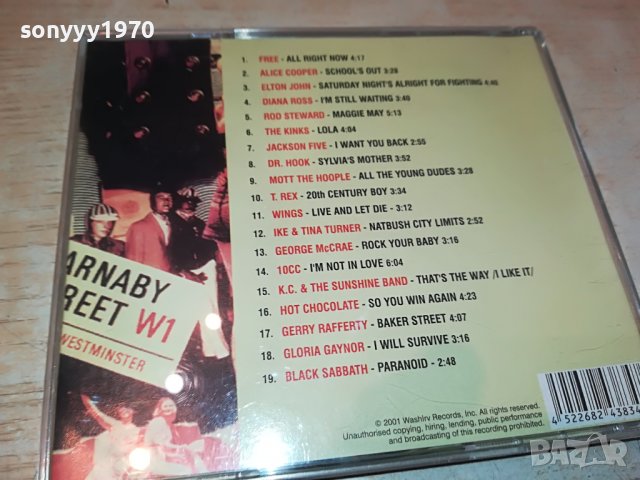 sonyyy1970
1. FREE - ALL RIGHT NOW 4:17
2. ALICE COOPER - SCHOOL'S OUT 3:28
3. ELTON JOHN - SATURDAY NIGHT'S ALRIGHT FOR FIGHTING 4:40
4. DIANA ROSS - I'M STILL WAITING 3:40
5. ROD STEWARD - MAGGIE MAY 5:13
6. THE KINKS - LOLA 4:04
7. JACKSON FIVE - I WANT YOU BACK 2:55
8. DR. HOOK - SYLVIA'S MOTHER 3:52
9. MOTT THE HOOPLE - ALL THE YOUNG DUDES 3:28
10. T. REX - 20th CENTURY BOY 3:34
11. WINGS - LIVE AND LET DIE - 3:12
12. IKE & TINA TURNER - NATBUSH CITY LIMITS 2:52
13. GEORGE McCRAE - ROCK YOUR BABY 3:16
14. 10CC - I'M NOT IN LOVE 6:04
15. K.C. & THE SUNSHINE BAND - THAT'S THE WAY /I LIKE IT/
16. HOT CHOCOLATE - SO YOU WIN AGAIN 4:23
17. GERRY RAFFERTY - BAKER STREET 4:07
18. GLORIA GAYNOR - I WILL SURVIVE 3:16
19. BLACK SABBATH - PARANOID - 2:48
ARNABY
REET W1
WESTMINSTER
© 2001 Washlrv Records, Inc. All rights reserved.
Unauthorised copying, hiring, lending, public performance
and broadcasting of this recording prohibited.
4 522682 4383
BAZAR